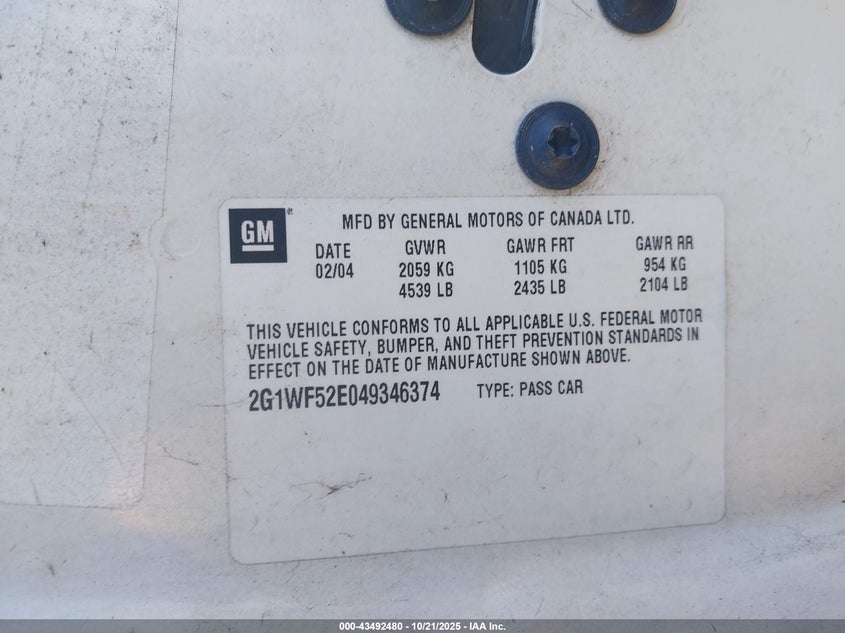 GM
MFD BY GENERAL MOTORS OF CANADA LTD.
DATE GVWR GAWR FRT GAWR RR
02/04 2059 KG 1105 KG 954 KG
4539 LB 2435 LB 2104 LB
THIS VEHICLE CONFORMS TO ALL APPLICABLE U.S. FEDERAL MOTOR
VEHICLE SAFETY, BUMPER, AND THEFT PREVENTION STANDARDS IN
EFFECT ON THE DATE OF MANUFACTURE SHOWN ABOVE.
2G1WF52E049346374 TYPE: PASS CAR
000-43492480 - 10/21/2025 - IAA Inc.